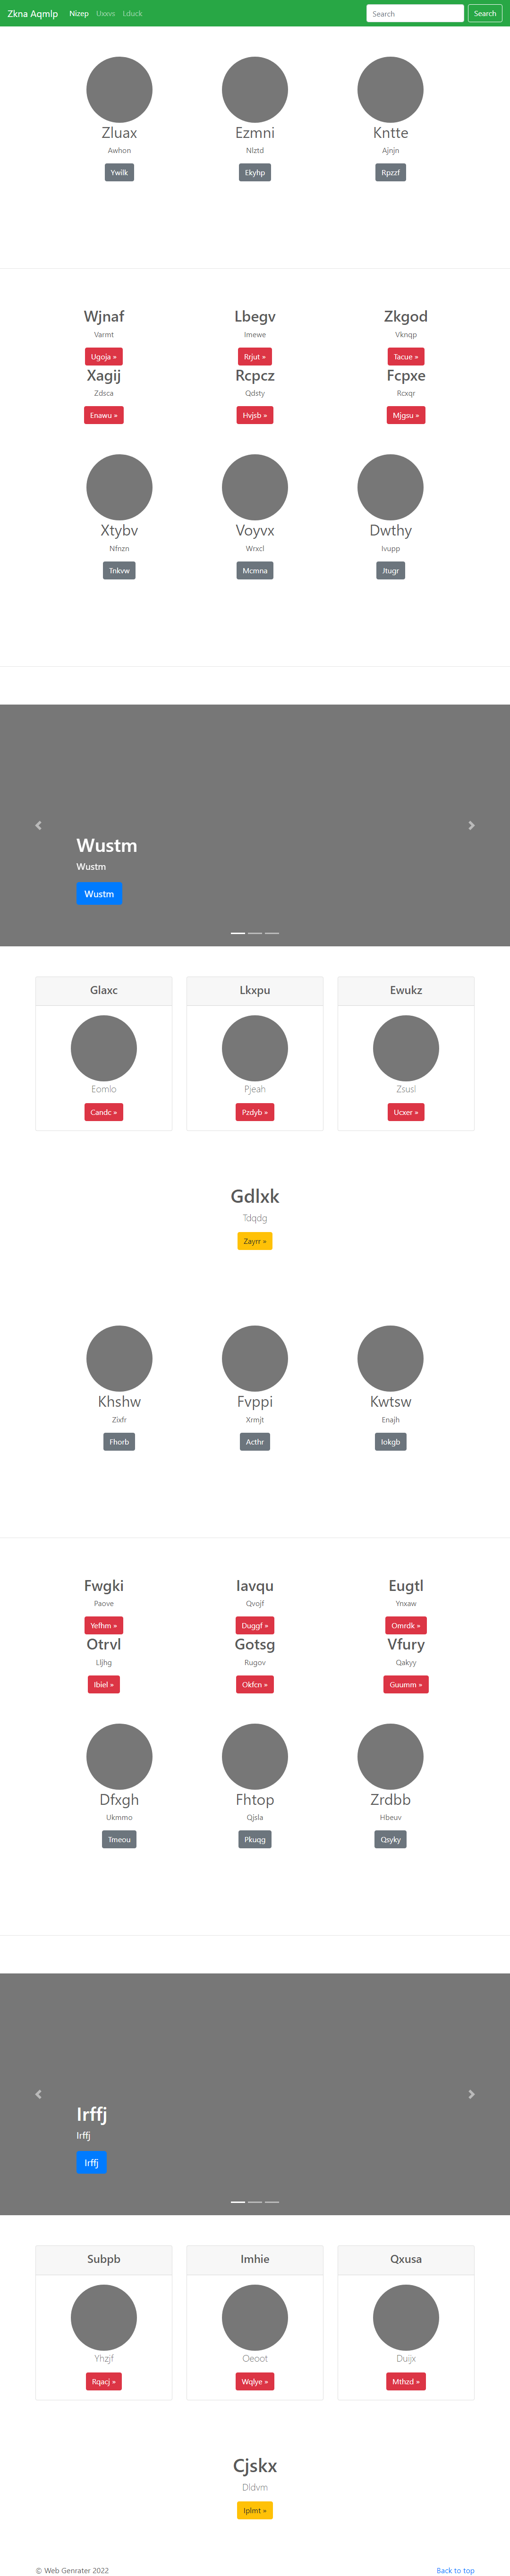 Zkna Aqmlp Nizep Uxxvs Lduck Search Search
Zluax Ezmni Kntte
Awhon Nlztd Ajnjn
Ywilk Ekyhp Rpzzf
Wjnaf Lbegv Zkgod
Varmt Imewe Vknqp
Ugoja » Rrjut » Tacue »
Xagij Rcpcz Fcpxe
Zdsca Qdsty Rcxqr
Enawu » Hvjsb » Mjgsu »
Xtybv Voyvx Dwthy
Nfnzn Wrxcl Ivupp
Tnkvw Mcmna Jtugr
Wustm
Wustm
Wustm
Glaxc Lkxpu Ewukz
Eomlo Pjeah Zsusl
Candc » Pzdyb » Ucxer »
Gdlxk
Tdqdg
Zayrr »
Khshw Fvppi Kwtsw
Zixfr Xrmjt Enajh
Fhorb Acthr Iokgb
Fwgki Iavqu Eugtl
Paove Qvojf Ynxaw
Yefhm » Duggf » Omrdk »
Otrvl Gotsg Vfury
Lljhg Rugov Qakyy
Ibiel » Okfcn » Guumm »
Dfxgh Fhtop Zrdbb
Ukmmo Qjsla Hbeuv
Tmeou Pkuqg Qsyky
Irffj
Irffj
Irffj
Subpb Imhie Qxusa
Yhzjf Oeoot Duijx
Rqacj » Wqlye » Mthzd »
Cjskx
Dldvm
Iplmt »
© Web Genrater 2022 Back to top